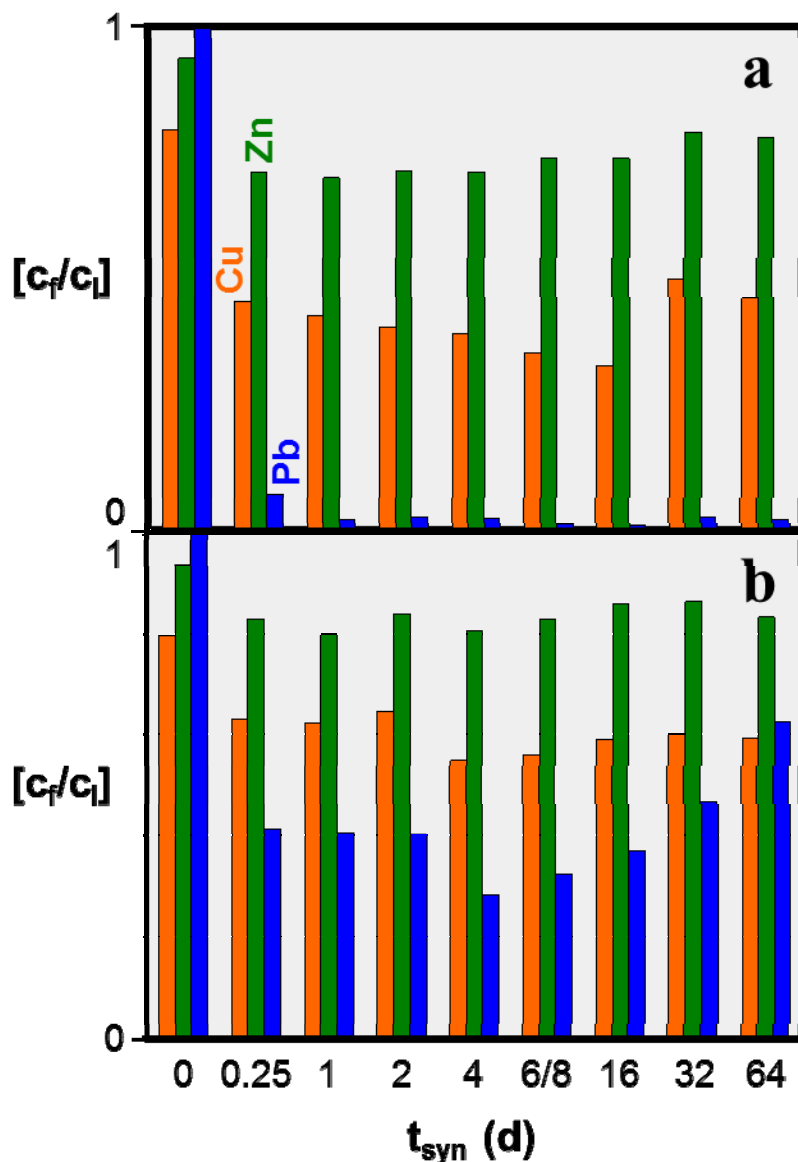 1
a
Zn
[cf/cI]
Cu
Pb
0
1
b
[cf/cI]
0
0 0.25 1 2 4 6/8 16 32 64
tsyn (d)